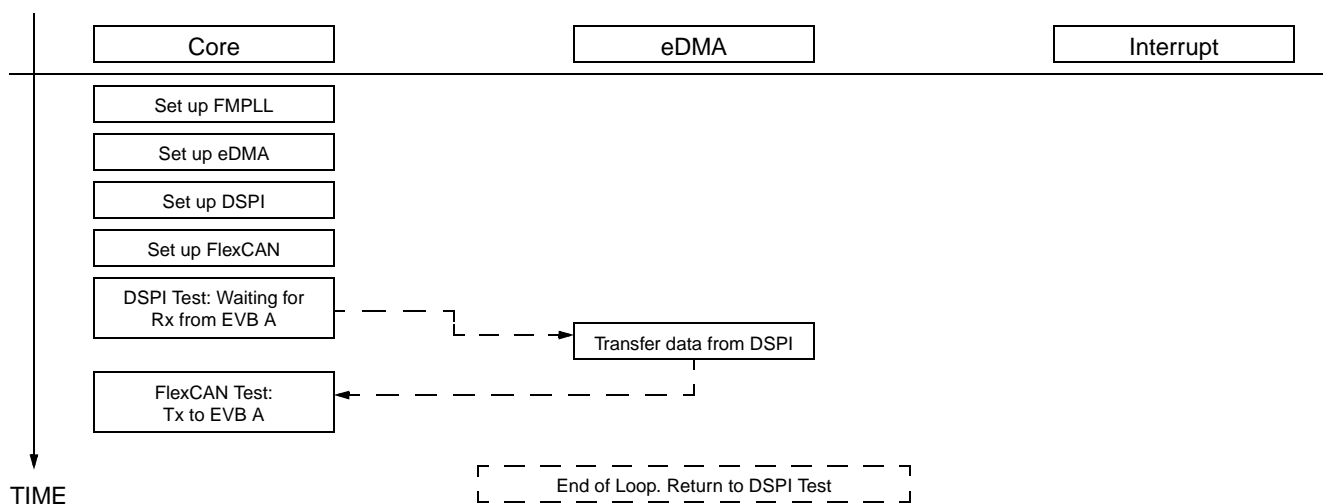 Core
eDMA
Interrupt
Set up FMPLL
Set up eDMA
Set up DSPI
Set up FlexCAN
DSPI Test: Waiting for
Rx from EVB A
Transfer data from DSPI
FlexCAN Test:
Tx to EVB A
End of Loop. Return to DSPI Test
TIME